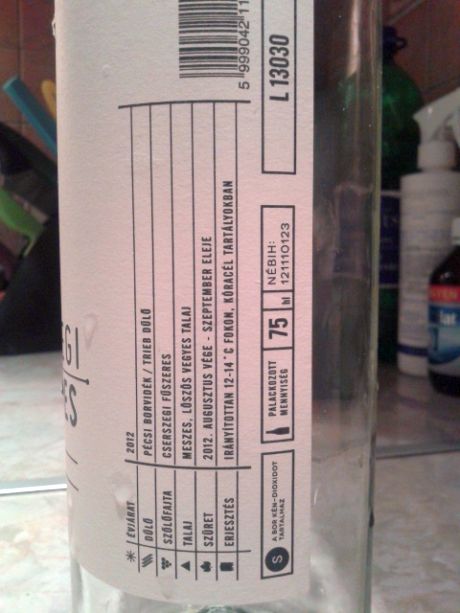 ÉVJÁRAT 2012
DŰLŐ PÉCSI BORVIDÉK / TRIEB DŰLŐ
SZŐLŐFAJTA CSERSZEGI FŰSZERES
TALAJ MESZES, LÖSZÖS VEGYES TALAJ
SZÜRET 2012. AUGUSZTUS VÉGE - SZEPTEMBER ELEJE
ERJESZTÉS IRÁNYÍTOTTAN 12-14°C FOKON, KÓRACÉL TARTÁLYOKBAN
S A BOR KÉN-DIOXIDOT
TARTALMAZ
PALACKOZOTT
MENNYISÉG
75 
NÉBIH:
121110123
L 13030
5 999042 11